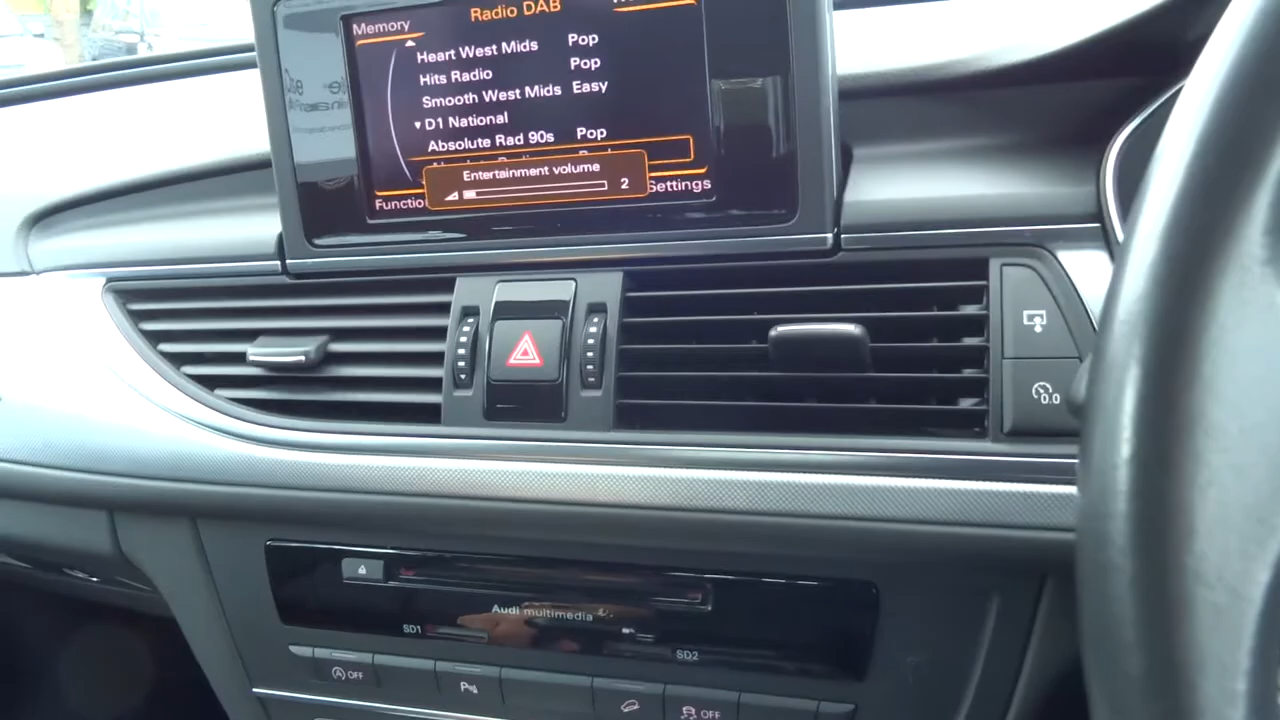 Radio DAB
Memory
Heart West Mids Pop
Hits Radio Pop
Smooth West Mids Easy
▼ D1 National
Absolute Rad 90s Pop
Entertainment volume
2
Settings
0.0
Audi multimedia
SD1
SD2
A OFF
P
OFF